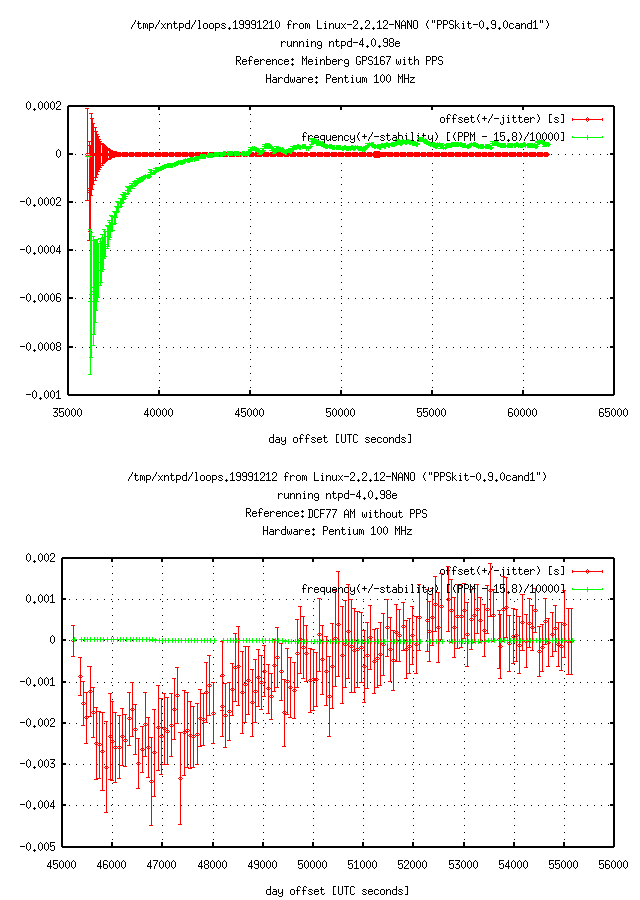 /tmp/xntpd/loops.19991210 from Linux-2.2.12-NANO ("PPSkit-0.9.0cand1")
running ntpd-4.0.98e
Reference: Meinberg GPS167 with PPS
Hardware: Pentium 100 MHz
0.0002
offset(+/-jitter) [s]
frequency(+/-stability) [(PPM - 15.8)/10000]
0
-0.0002
-0.0004
-0.0006
-0.0008
-0.001
35000 40000 45000 50000 55000 60000 65000
day offset [UTC seconds]
/tmp/xntpd/loops.19991212 from Linux-2.2.12-NANO ("PPSkit-0.9.0cand1")
running ntpd-4.0.98e
Reference: DCF77 AM without PPS
Hardware: Pentium 100 MHz
0.002
offset(+/-jitter) [s]
frequency(+/-stability) [(PPM - 15.8)/10000]
0.001
0
-0.001
-0.002
-0.003
-0.004
-0.005
45000 46000 47000 48000 49000 50000 51000 52000 53000 54000 55000 56000
day offset [UTC seconds]